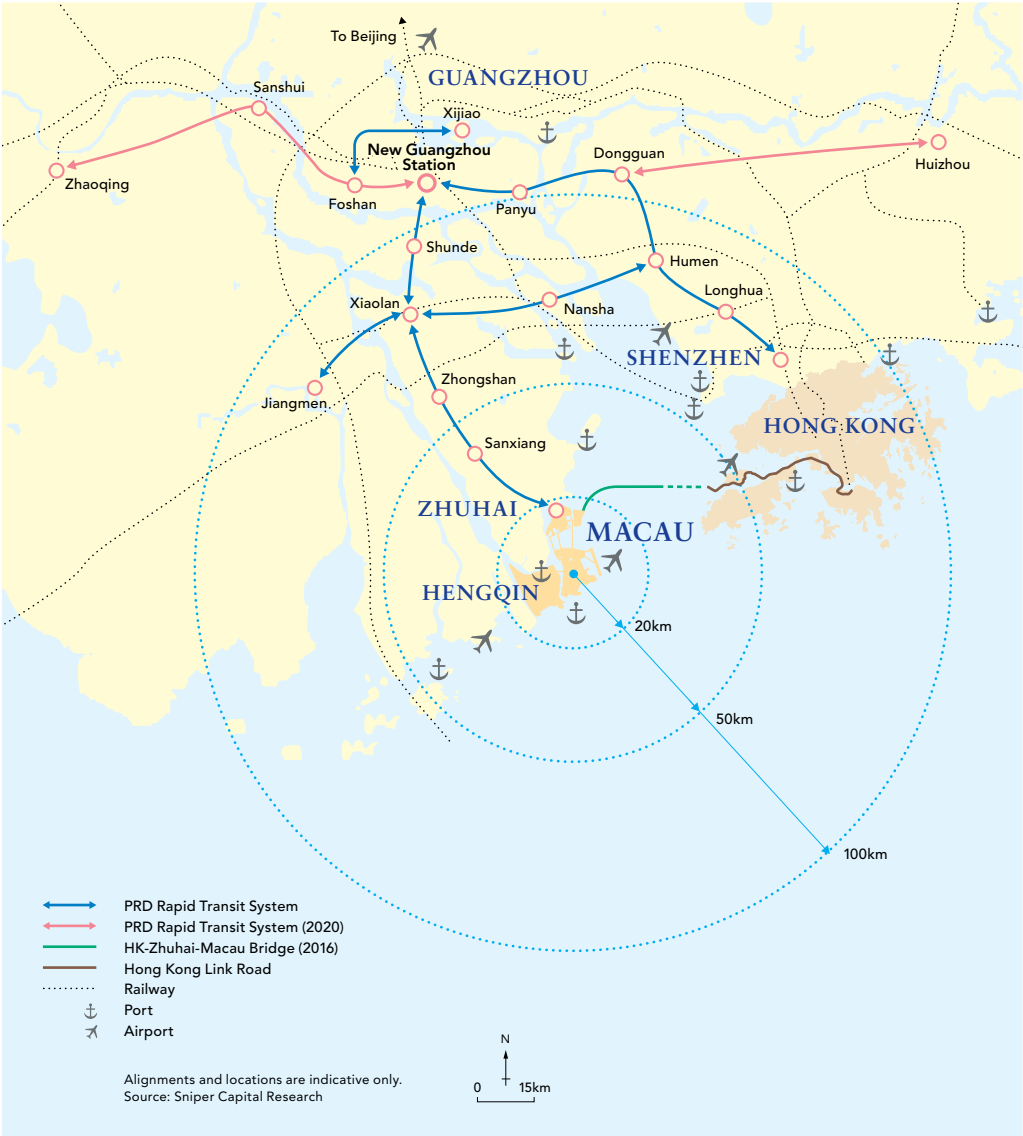 To Beijing
GUANGZHOU
Sanshui
Xijiao
New Guangzhou
Station
Dongguan
Huizhou
Zhaoqing
Foshan
Panyu
Shunde
Humen
Xiaolan
Longhua
Nansha
SHENZHEN
Zhongshan
Jiangmen
HONG KONG
Sanxiang
ZHUHAI
MACAU
HENGQIN
20km
50km
100km
PRD Rapid Transit System
PRD Rapid Transit System (2020)
HK-Zhuhai-Macau Bridge (2016)
Hong Kong Link Road
Railway
Port
Airport
N
0 15km
Alignments and locations are indicative only.
Source: Sniper Capital Research